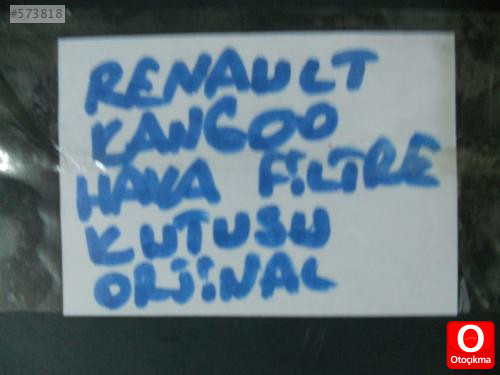 #573818
RENAULT
KANGOO
HAVA FİLTRE
KUTUSU
ORJİNAL
O
Otoçıkma